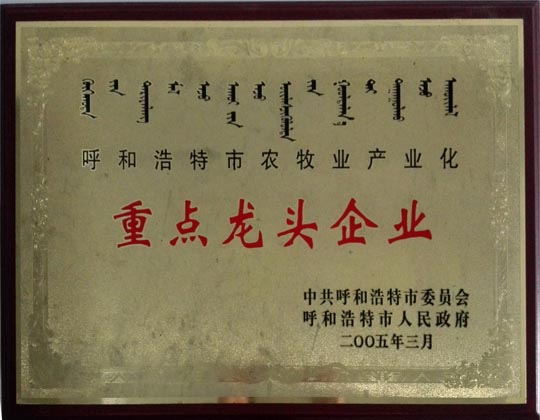 呼和浩特市农牧业产业化
重点龙头企业
中共呼和浩特市委员会
呼和浩特市人民政府
二〇〇五年三月